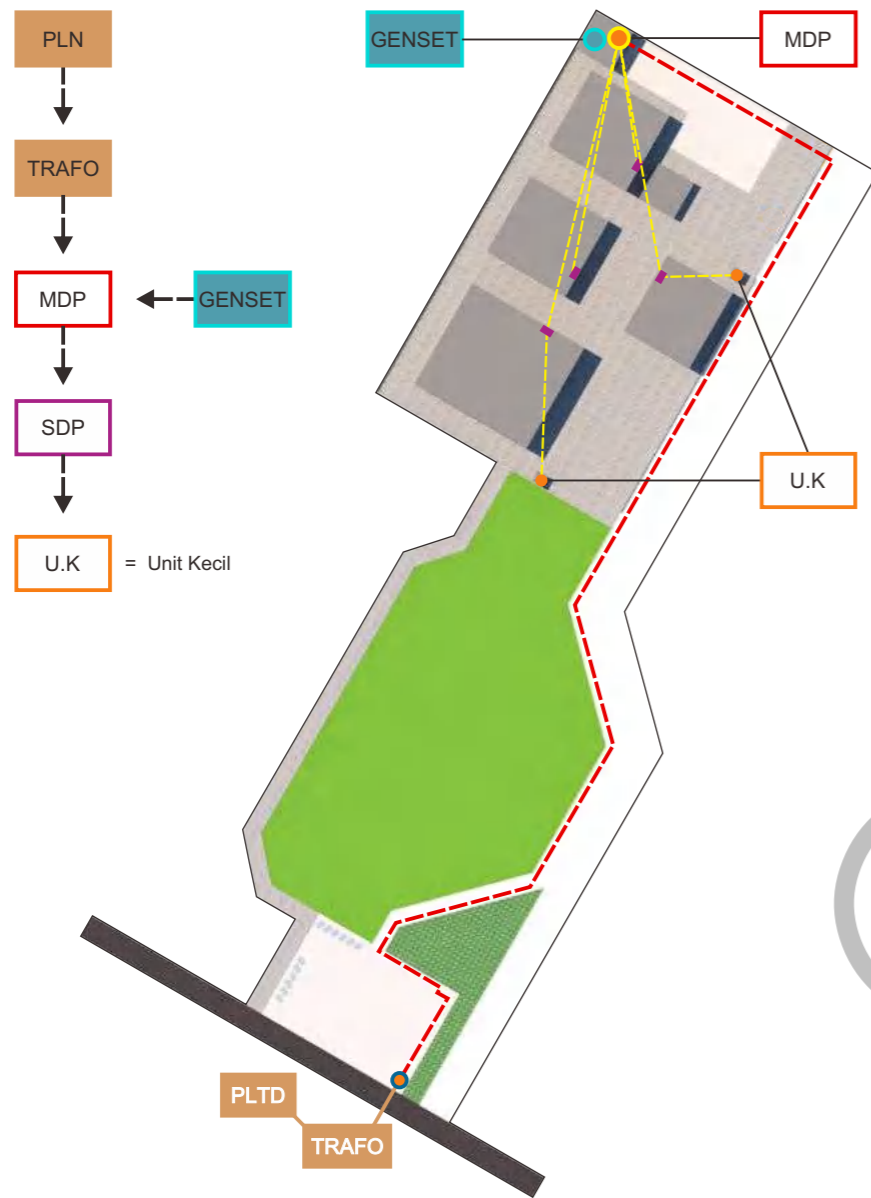 PLN
TRAFO
MDP
GENSET
SDP
U.K
= Unit Kecil
GENSET
MDP
U.K
PLTD
TRAFO